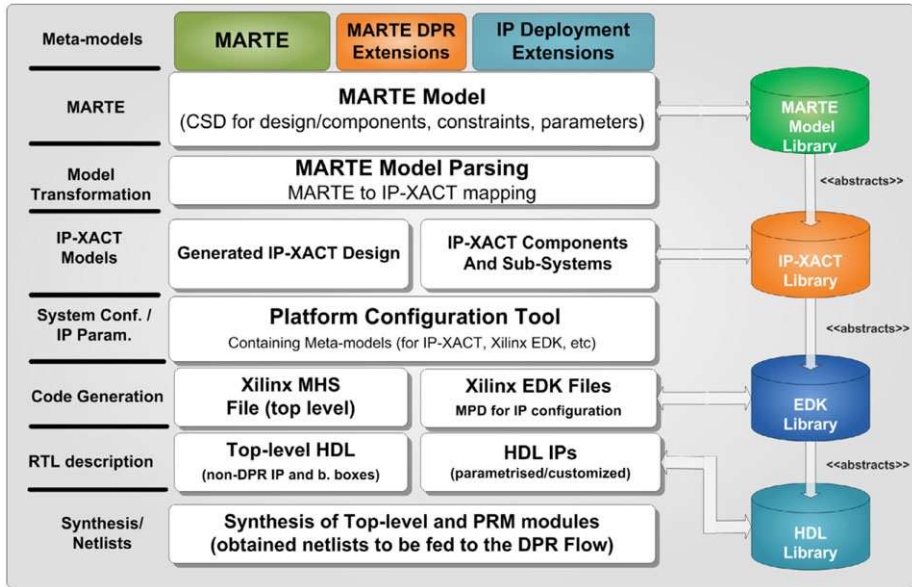 Meta-models
MARTE
MARTE DPR
Extensions
IP Deployment
Extensions
MARTE
MARTE Model
(CSD for design/components, constraints, parameters)
MARTE
Model
Library
Model
Transformation
MARTE Model Parsing
MARTE to IP-XACT mapping
<<abstracts>>
IP-XACT
Models
Generated IP-XACT Design
IP-XACT Components
And Sub-Systems
IP-XACT
Library
System Conf. /
IP Param.
Platform Configuration Tool
Containing Meta-models (for IP-XACT, Xilinx EDK, etc)
<<abstracts>>
Code Generation
Xilinx MHS
File (top level)
Xilinx EDK Files
MPD for IP configuration
EDK
Library
RTL description
Top-level HDL
(non-DPR IP and b. boxes)
HDL IPs
(parametrised/customized)
<<abstracts>>
Synthesis/
Netlists
Synthesis of Top-level and PRM modules
(obtained netlists to be fed to the DPR Flow)
HDL
Library